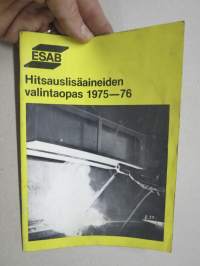 ESAB
Hitsauslisäaineiden
valintaopas 1975—76